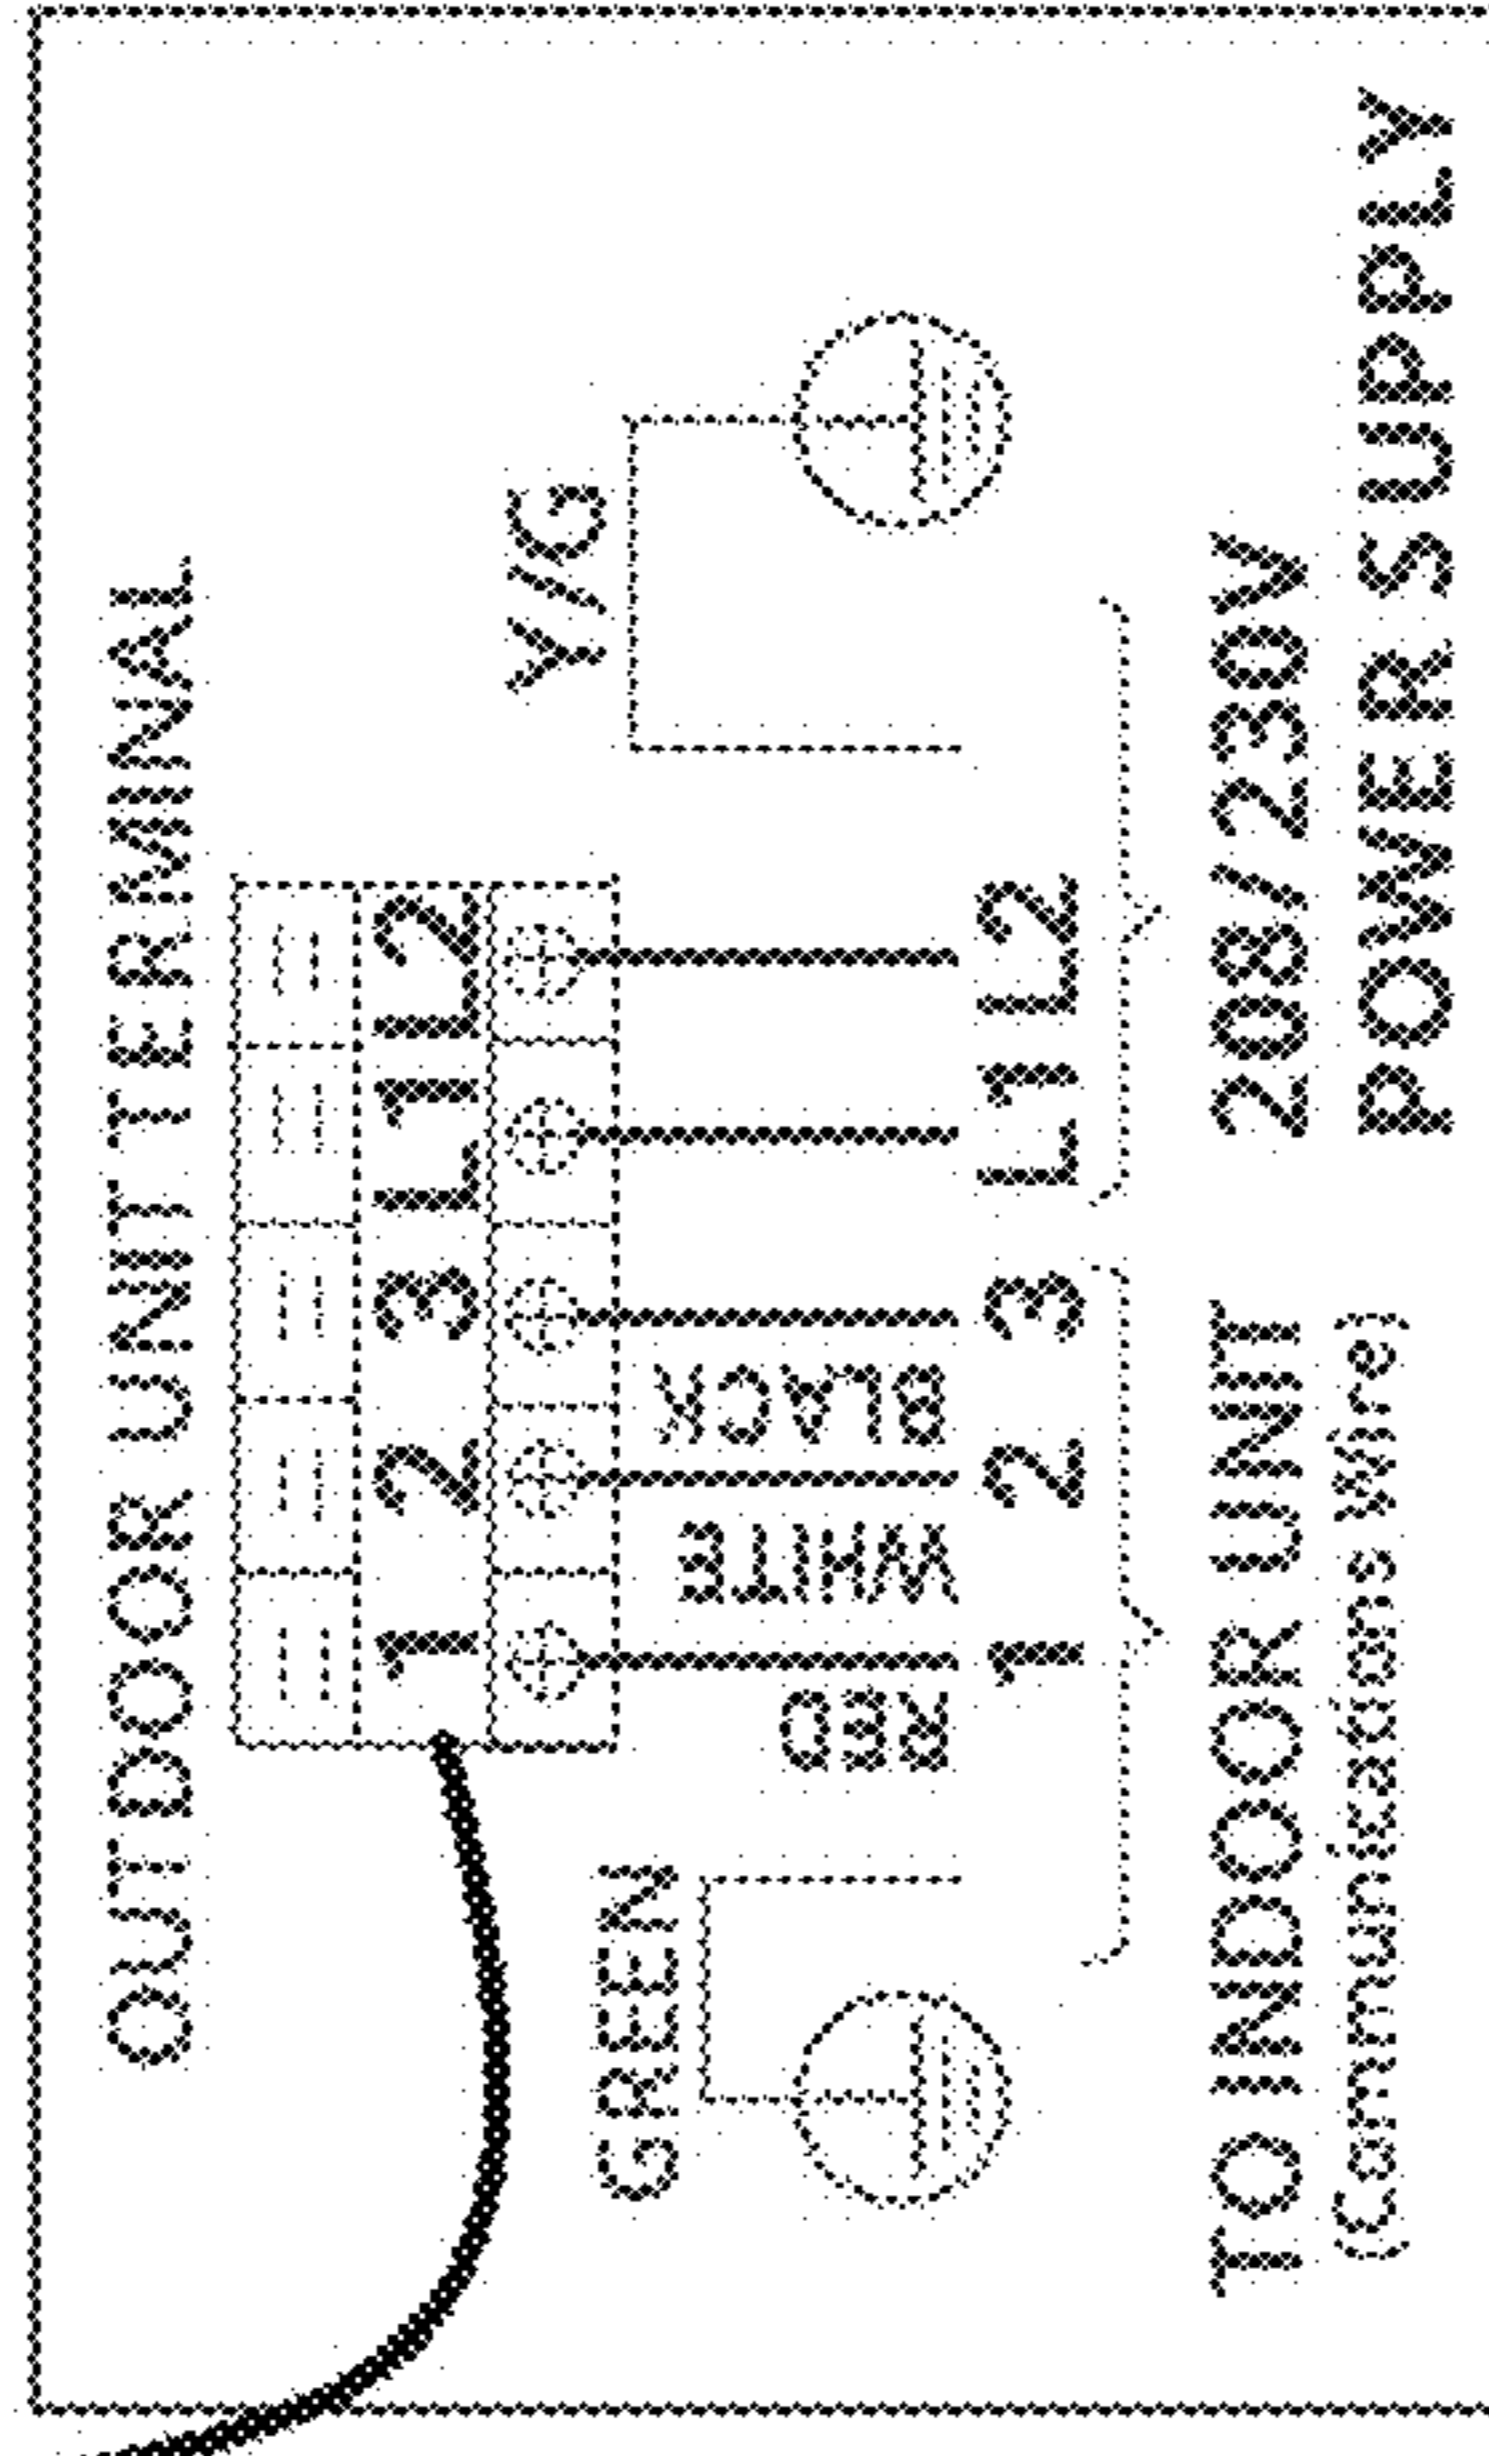 OUTDOOR UNIT TERMINAL
1 2 3 L1 L2
Y/G
GREEN
RED
WHITE
BLACK
1 2 3 L1 L2
TO INDOOR UNIT
(Communications Wire)
208/230V
POWER SUPPLY